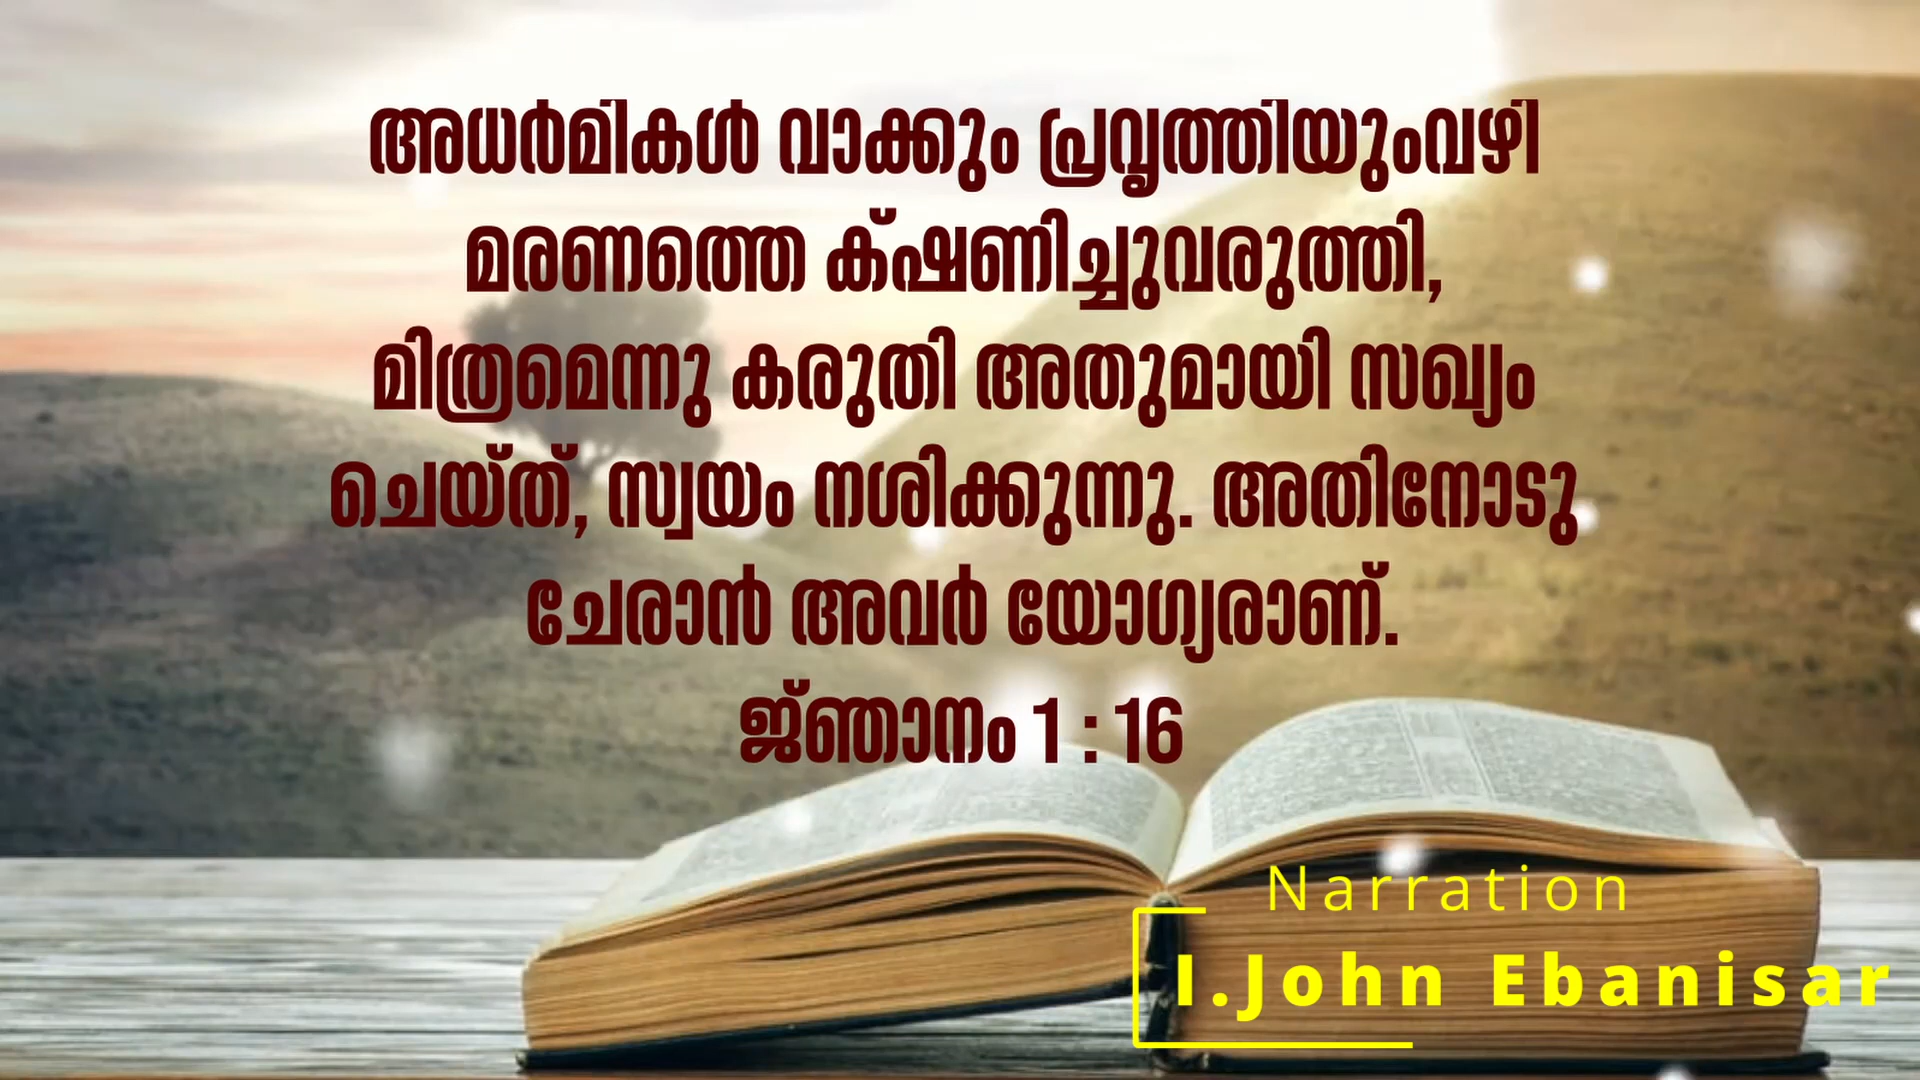 അധർമികൾ വാക്കും പ്രവൃത്തിയുംവഴി
മരണത്തെ ക്ഷണിച്ചുവരുത്തി,
മിത്രമെന്നു കരുതി അതുമായി സഖ്യം
ചെയ്ത്, സ്വയം നശിക്കുന്നു. അതിനോടു
ചേരാൻ അവർ യോഗ്യരാണ്.
ജ്ഞാനം 1 : 16
Narration
I.John Ebanisar